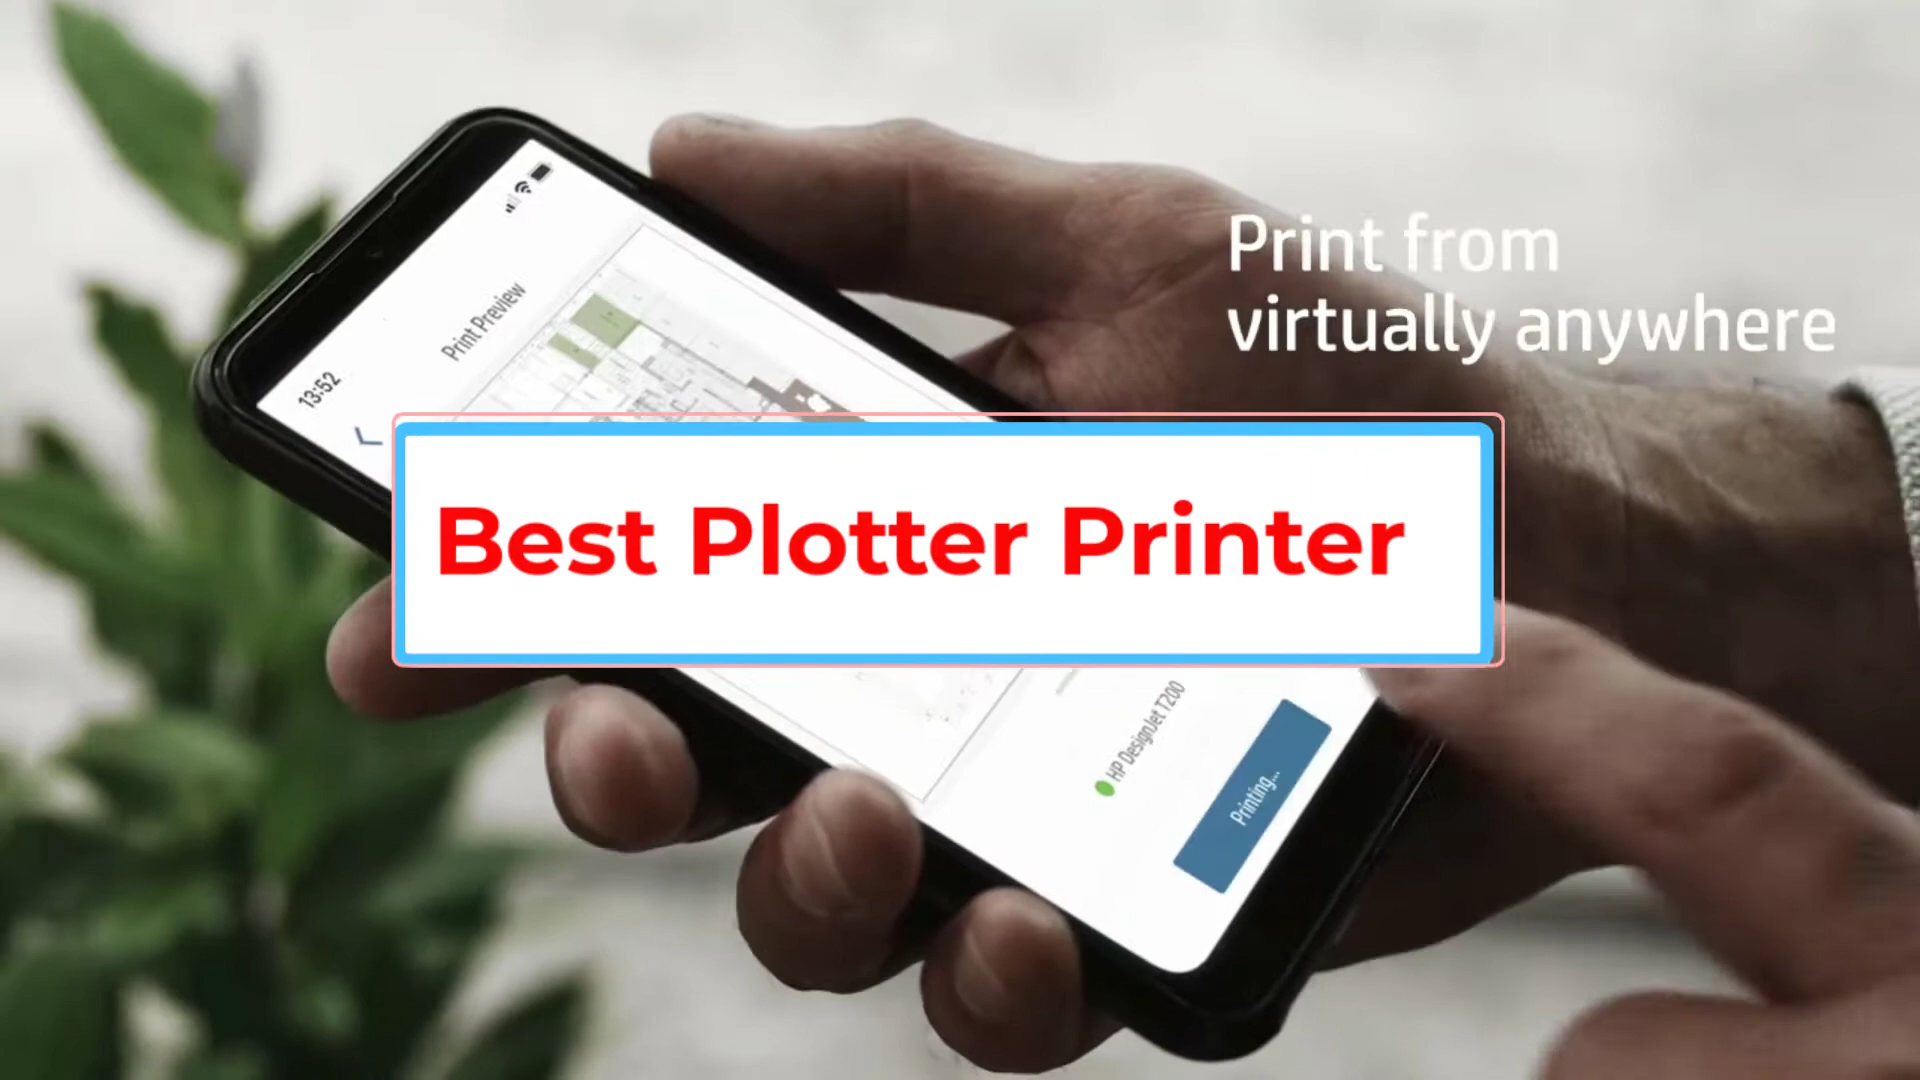 13:52
Print Preview
Print from
virtually anywhere
Best Plotter Printer
HP DesignJet T200
Printing...